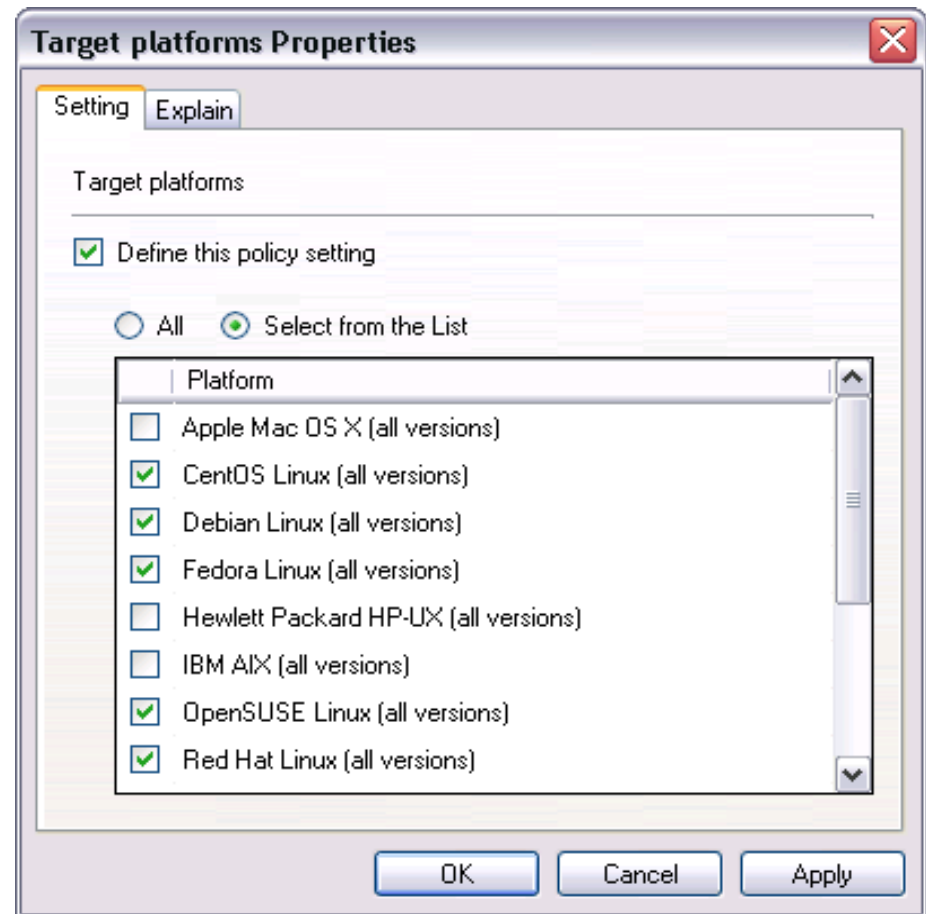 Target platforms Properties
Setting Explain
Target platforms
Define this policy setting
All Select from the List
Platform
Apple Mac OS X (all versions)
CentOS Linux (all versions)
Debian Linux (all versions)
Fedora Linux (all versions)
Hewlett Packard HP-UX (all versions)
IBM AIX (all versions)
OpenSUSE Linux (all versions)
Red Hat Linux (all versions)
OK Cancel Apply